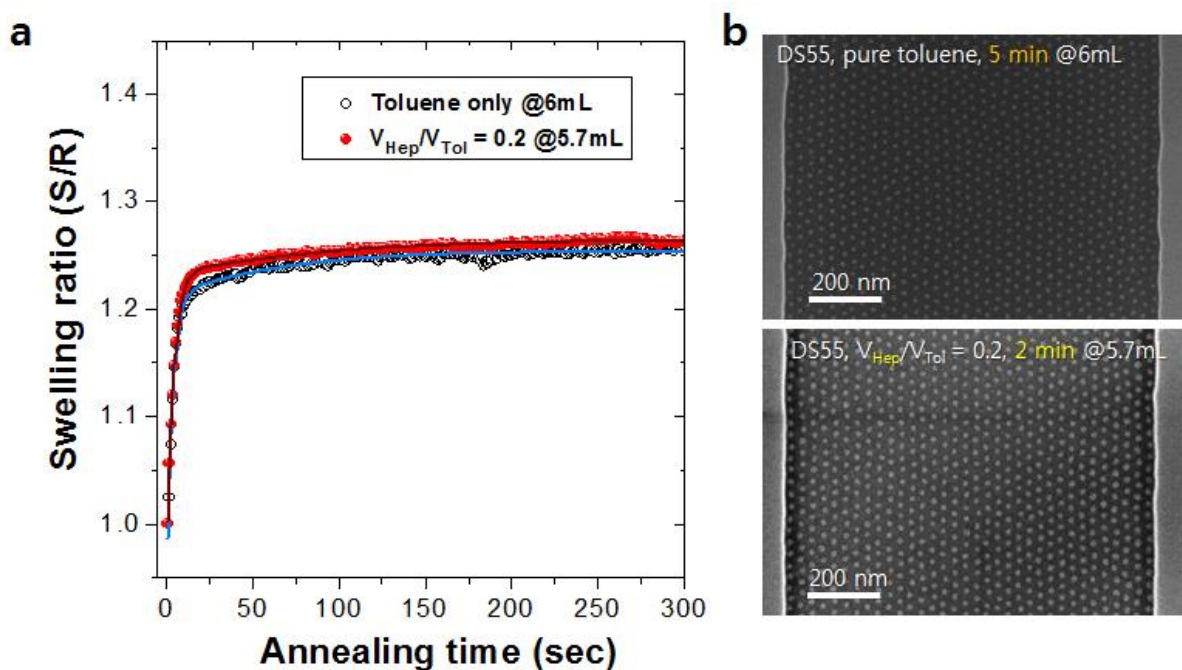 a
Swelling ratio (S/R)
1.4
1.3
1.2
1.1
1.0
Toluene only @6mL
V_Hep/V_Tol = 0.2 @5.7mL
0 50 100 150 200 250 300
Annealing time (sec)
b
DS55, pure toluene, 5 min @6mL
200 nm
DS55, V_Hep/V_Tol = 0.2, 2 min @5.7mL
200 nm